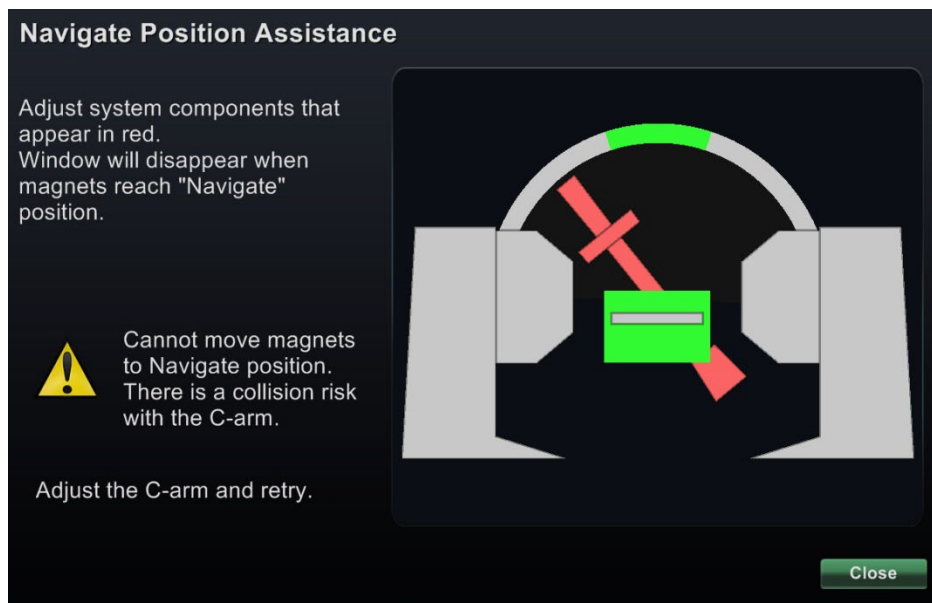 Navigate Position Assistance
Adjust system components that
appear in red.
Window will disappear when
magnets reach "Navigate"
position.
Cannot move magnets
to Navigate position.
There is a collision risk
with the C-arm.
Adjust the C-arm and retry.
Close